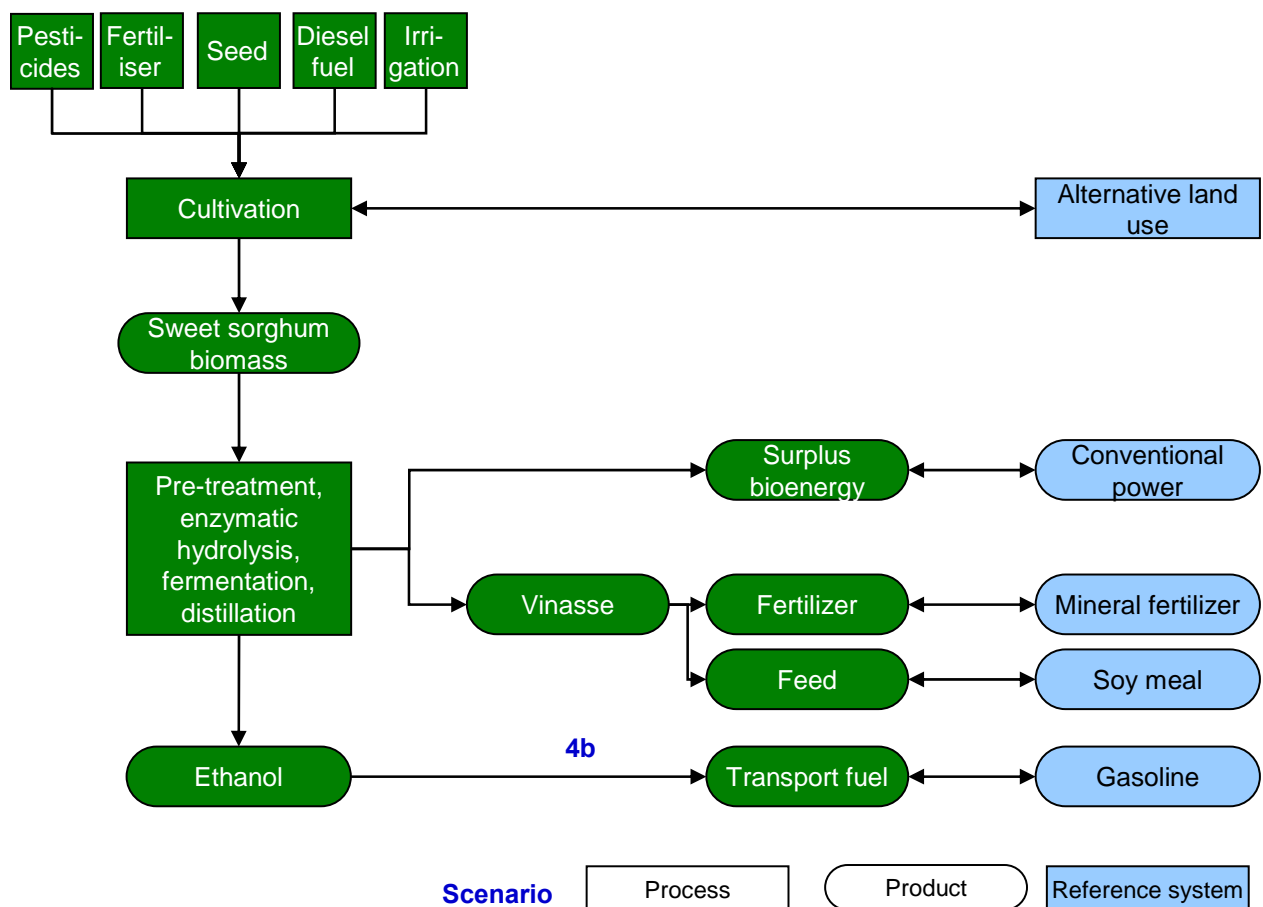 Pesti-
cides
Fertil-
iser
Seed
Diesel
fuel
Irri-
gation
Cultivation
Alternative land
use
Sweet sorghum
biomass
Pre-treatment,
enzymatic
hydrolysis,
fermentation,
distillation
Surplus
bioenergy
Conventional
power
Vinasse
Fertilizer
Mineral fertilizer
Feed
Soy meal
4b
Ethanol
Transport fuel
Gasoline
Scenario
Process
Product
Reference system